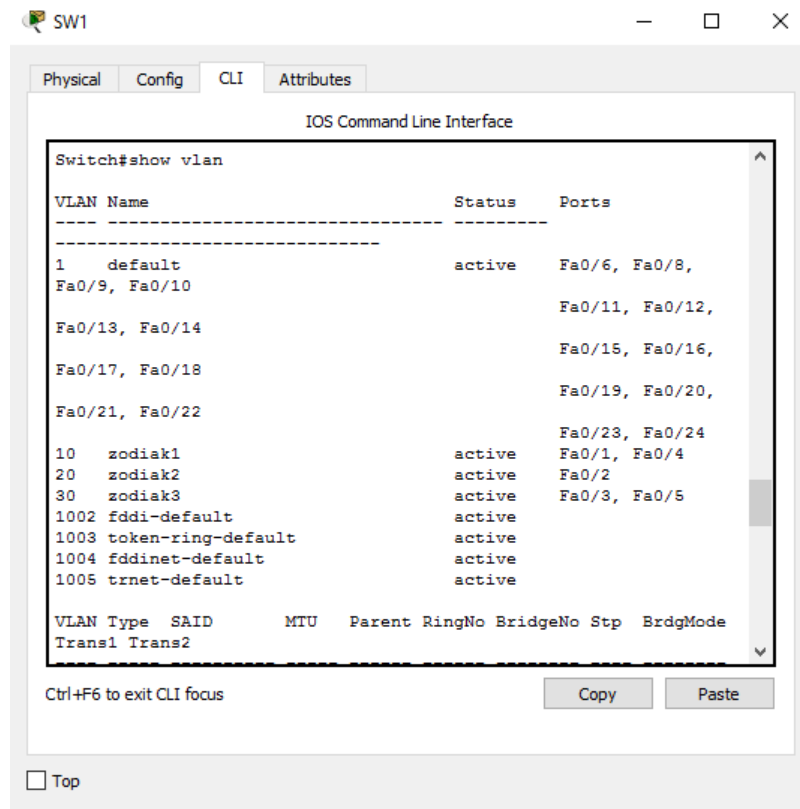 SW1
Physical Config CLI Attributes
IOS Command Line Interface
Switch#show vlan
VLAN Name Status Ports
---- -------------------------------- ---------
-------------------------------
1 default active Fa0/6, Fa0/8,
Fa0/9, Fa0/10
Fa0/11, Fa0/12,
Fa0/13, Fa0/14
Fa0/15, Fa0/16,
Fa0/17, Fa0/18
Fa0/19, Fa0/20,
Fa0/21, Fa0/22
Fa0/23, Fa0/24
10 zodiak1 active Fa0/1, Fa0/4
20 zodiak2 active Fa0/2
30 zodiak3 active Fa0/3, Fa0/5
1002 fddi-default active
1003 token-ring-default active
1004 fddinet-default active
1005 trnet-default active
VLAN Type SAID MTU Parent RingNo BridgeNo Stp BrdgMode
Trans1 Trans2
---- ----- ---------- ----- ------ ------ -------- ---- --------
Ctrl+F6 to exit CLI focus
Copy Paste
Top